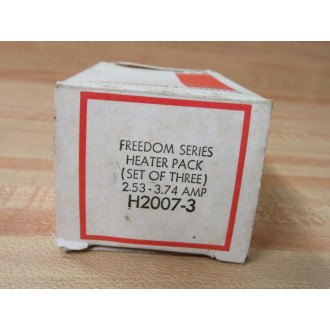 FREEDOM SERIES
HEATER PACK
(SET OF THREE)
2.53-3.74 AMP
H2007-3